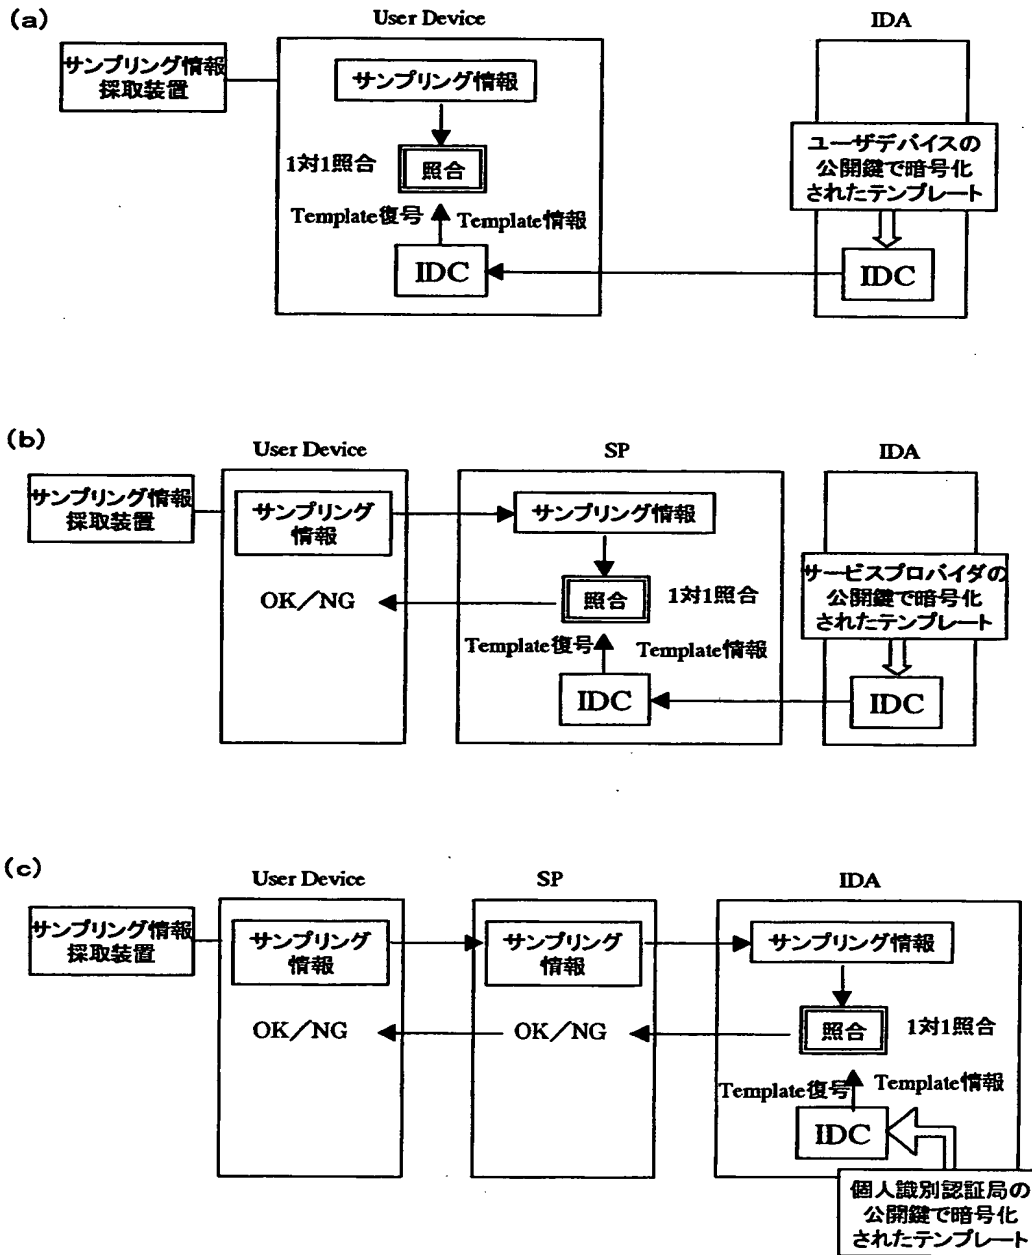 (a)
User Device
IDA
サンプリング情報
採取装置
サンプリング情報
ユーザデバイスの
公開鍵で暗号化
されたテンプレート
1対1照合
照合
Template復号
Template情報
IDC
IDC
(b)
User Device
SP
IDA
サンプリング情報
採取装置
サンプリング
情報
サンプリング情報
サービスプロバイダの
公開鍵で暗号化
されたテンプレート
OK/NG
照合
1対1照合
Template復号
Template情報
IDC
IDC
(c)
User Device
SP
IDA
サンプリング情報
採取装置
サンプリング
情報
サンプリング
情報
サンプリング情報
OK/NG
OK/NG
照合
1対1照合
Template復号
Template情報
IDC
個人識別認証局の
公開鍵で暗号化
されたテンプレート